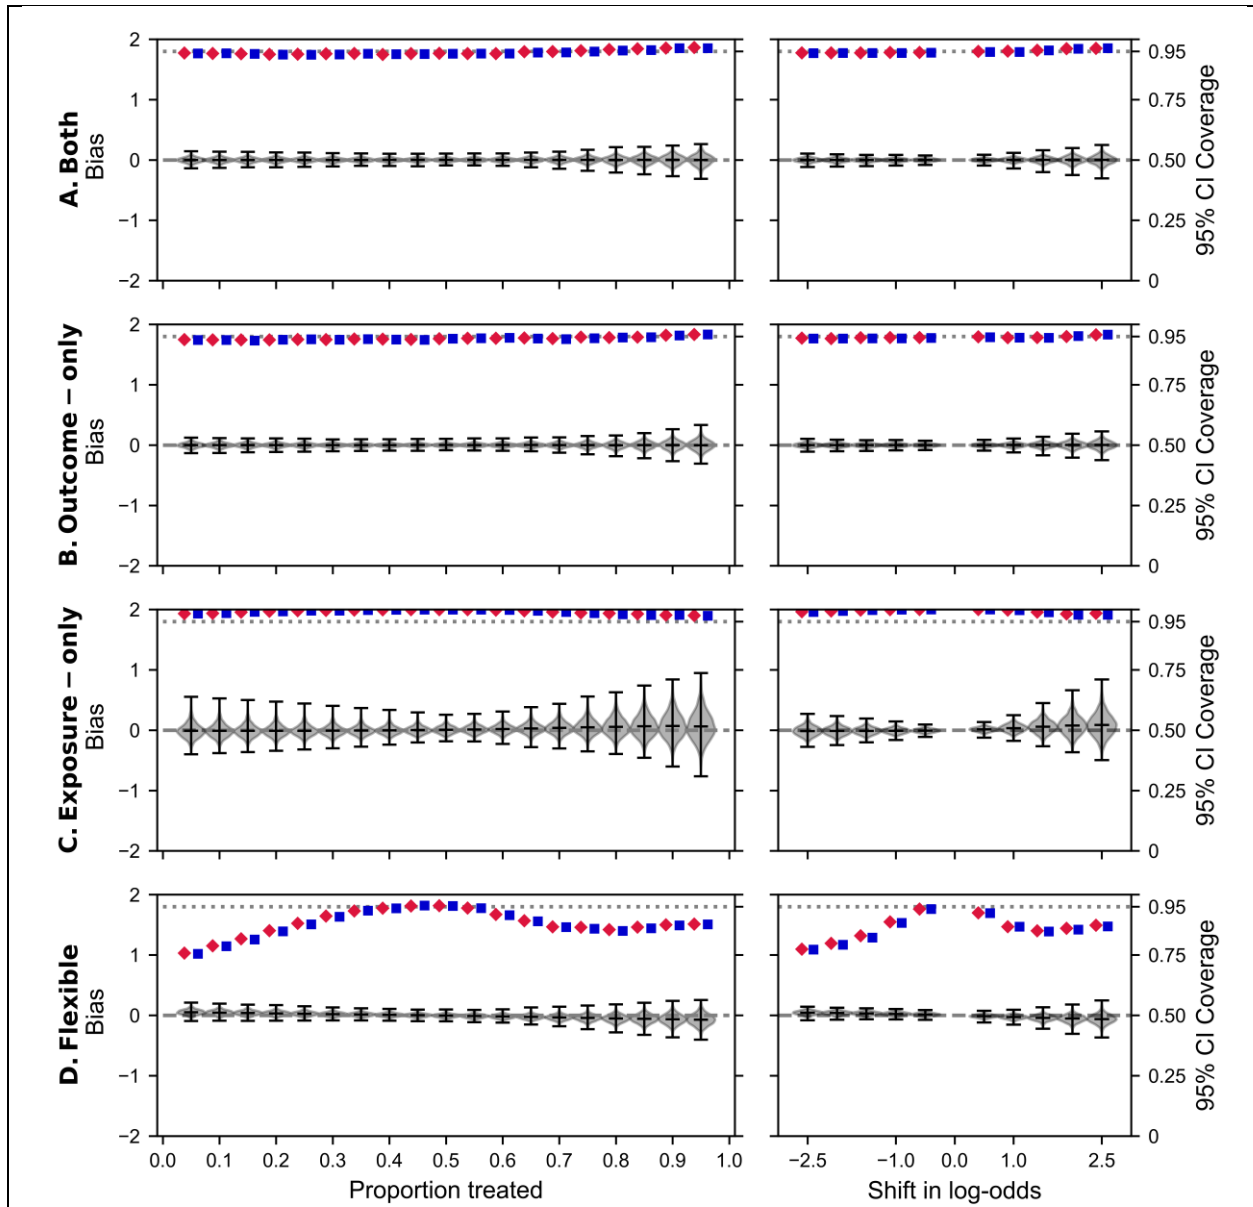 A. Both
Bias
2
1
0
−1
−2
0.95
0.75
0.50
0.25
0
95% CI Coverage
B. Outcome − only
Bias
2
1
0
−1
−2
0.95
0.75
0.50
0.25
0
95% CI Coverage
C. Exposure − only
Bias
2
1
0
−1
−2
0.95
0.75
0.50
0.25
0
95% CI Coverage
D. Flexible
Bias
2
1
0
−1
−2
0.95
0.75
0.50
0.25
0
95% CI Coverage
0.0 0.1 0.2 0.3 0.4 0.5 0.6 0.7 0.8 0.9 1.0
Proportion treated
−2.5 −1.0 0.0 1.0 2.5
Shift in log-odds